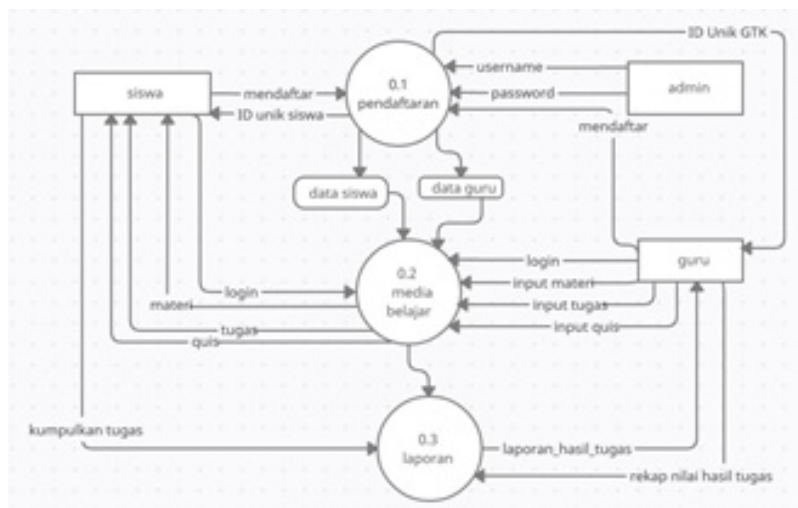 ID Unik GTK
siswa
0.1
pendaftaran
username
admin
mendaftar
password
ID unik siswa
mendaftar
data siswa
data guru
0.2
media
belajar
login
guru
login
input materi
materi
input tugas
tugas
input quis
quis
kumpulkan tugas
0.3
laporan
laporan_hasil_tugas
rekap nilai hasil tugas